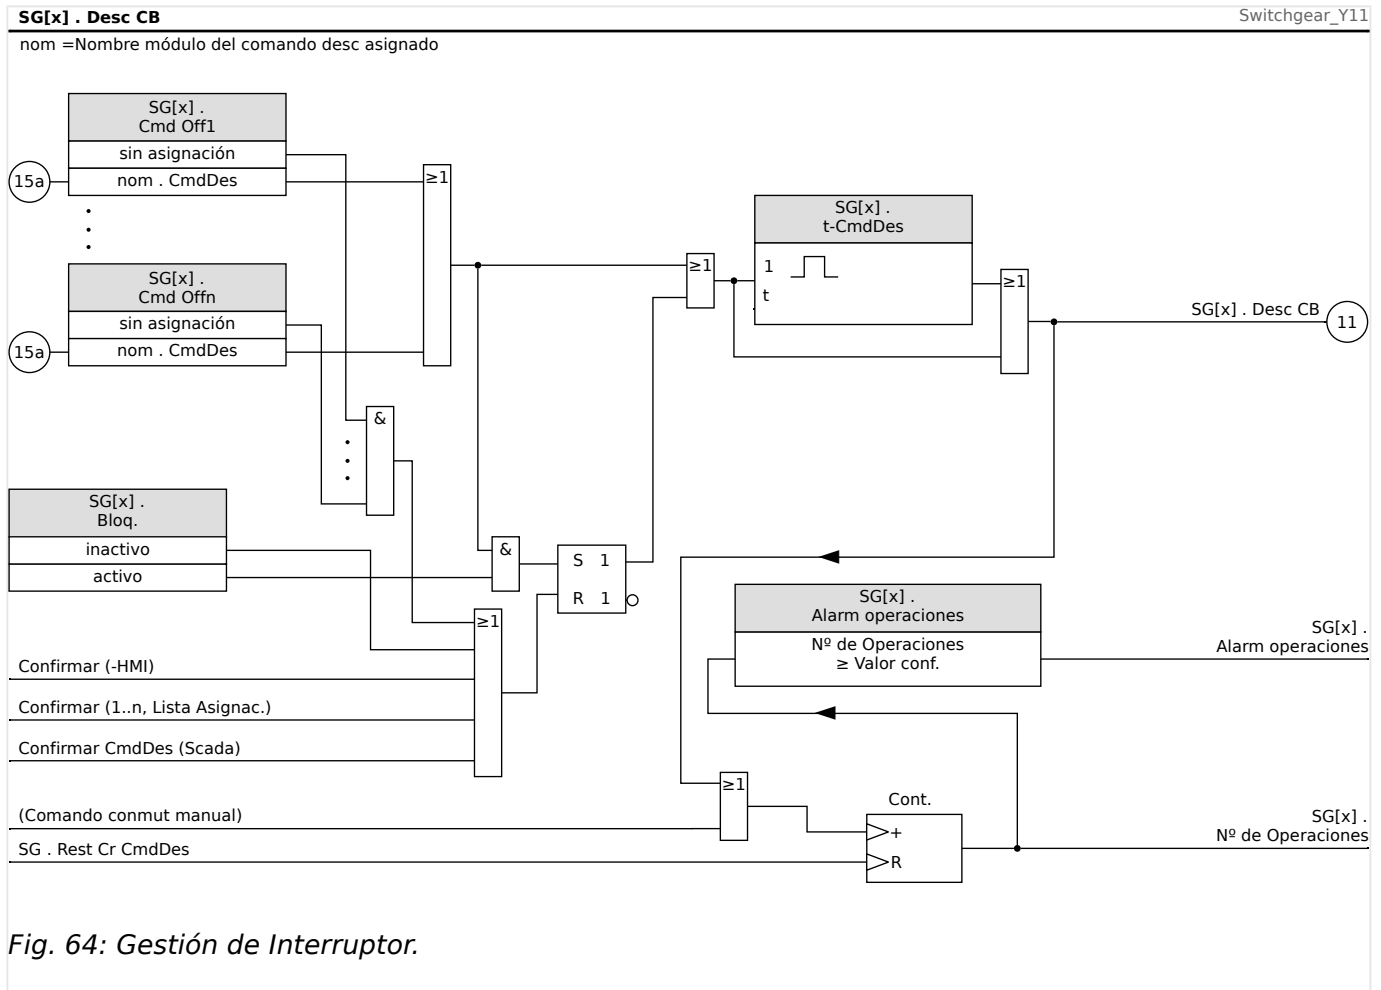 SG[x] . Desc CB
Switchgear_Y11
nom =Nombre módulo del comando desc asignado
SG[x] .
Cmd Off1
sin asignación
15a
nom . CmdDes
≥1
SG[x] .
t-CmdDes
SG[x] .
Cmd Offn
≥1
1
t
≥1
sin asignación
SG[x] . Desc CB
11
15a
nom . CmdDes
&
SG[x] .
Bloq.
inactivo
activo
&
S 1
R 1
≥1
SG[x] .
Alarm operaciones
Nº de Operaciones
≥ Valor conf.
SG[x] .
Alarm operaciones
Confirmar (-HMI)
Confirmar (1..n, Lista Asignac.)
Confirmar CmdDes (Scada)
≥1
Cont.
(Comando conmut manual)
+
SG[x] .
Nº de Operaciones
SG . Rest Cr CmdDes
R
Fig. 64: Gestión de Interruptor.